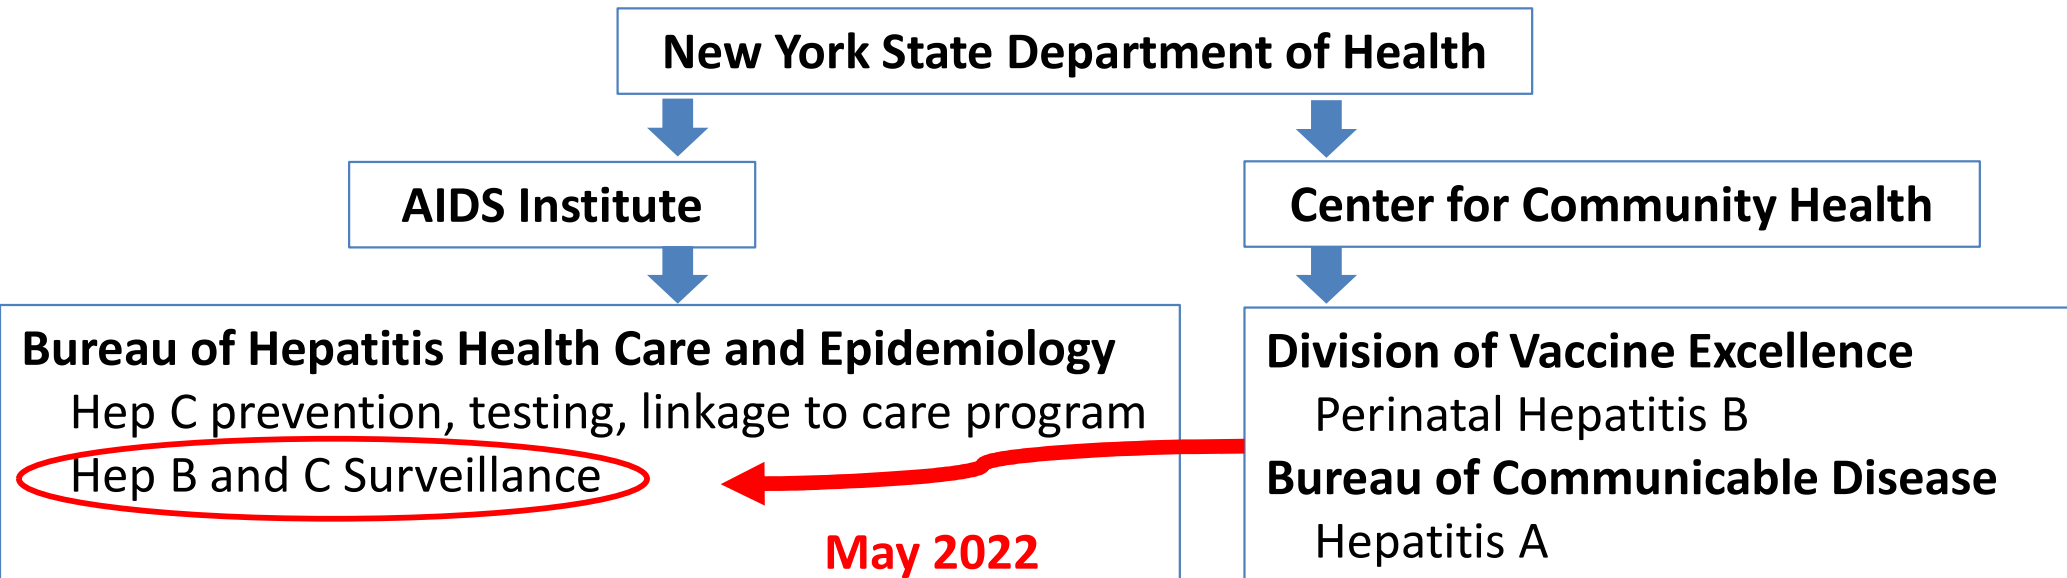 New York State Department of Health
AIDS Institute
Center for Community Health
Bureau of Hepatitis Health Care and Epidemiology
Hep C prevention, testing, linkage to care program
Hep B and C Surveillance
May 2022
Division of Vaccine Excellence
Perinatal Hepatitis B
Bureau of Communicable Disease
Hepatitis A